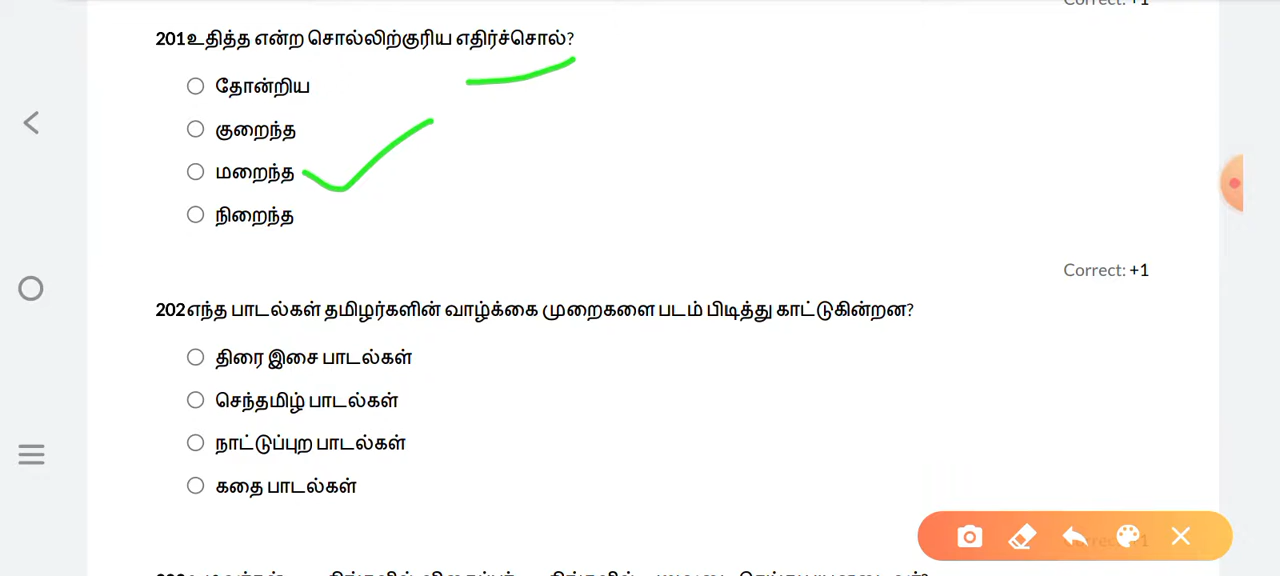 Correct: +1
201உதித்த என்ற சொல்லிற்குரிய எதிர்ச்சொல்?
தோன்றிய
குறைந்த
மறைந்த
நிறைந்த
Correct: +1
202எந்த பாடல்கள் தமிழர்களின் வாழ்க்கை முறைகளை படம் பிடித்து காட்டுகின்றன?
திரை இசை பாடல்கள்
செந்தமிழ் பாடல்கள்
நாட்டுப்புற பாடல்கள்
கதை பாடல்கள்